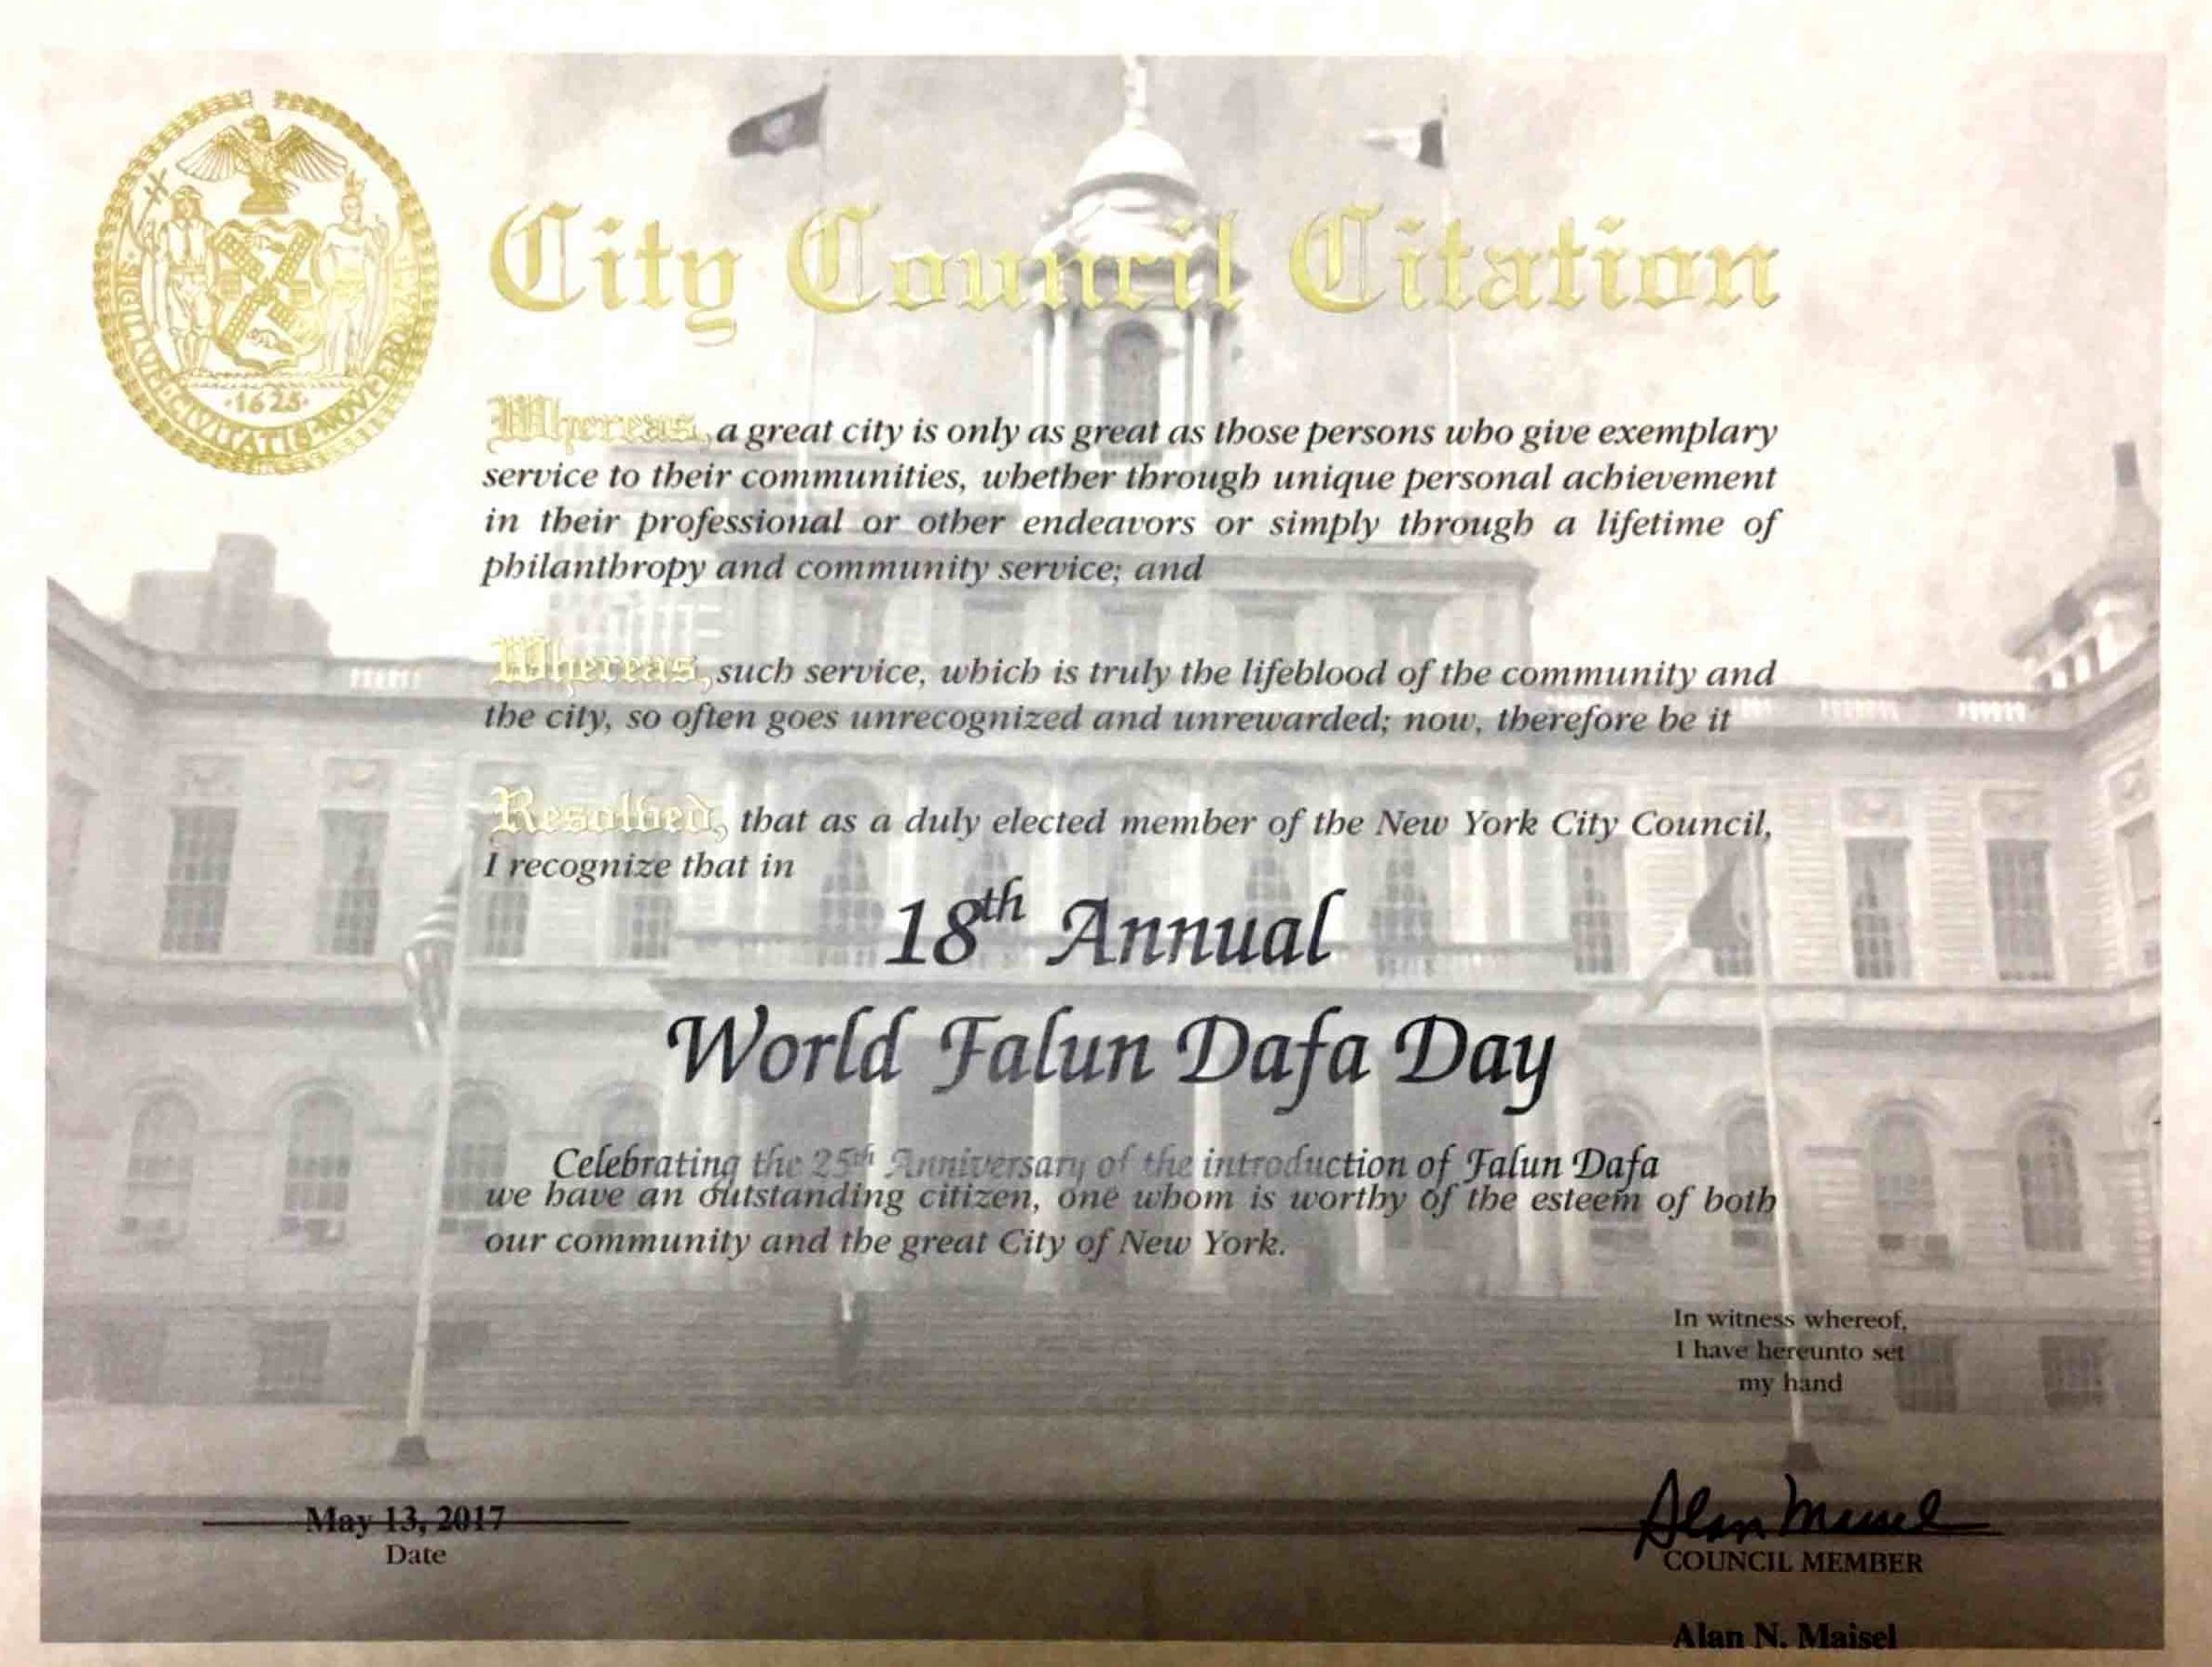 SIGILLVM CIVITATIS NOVI EBORACI
·1625·
City Council Citation
Whereas, a great city is only as great as those persons who give exemplary
service to their communities, whether through unique personal achievement
in their professional or other endeavors or simply through a lifetime of
philanthropy and community service; and
Whereas, such service, which is truly the lifeblood of the community and
the city, so often goes unrecognized and unrewarded; now, therefore be it
Resolved, that as a duly elected member of the New York City Council,
I recognize that in
18th Annual
World Falun Dafa Day
Celebrating the 25th Anniversary of the introduction of Falun Dafa
we have an outstanding citizen, one whom is worthy of the esteem of both
our community and the great City of New York.
In witness whereof,
I have hereunto set
my hand
May 13, 2017
Date
Alan Maisel
COUNCIL MEMBER
Alan N. Maisel